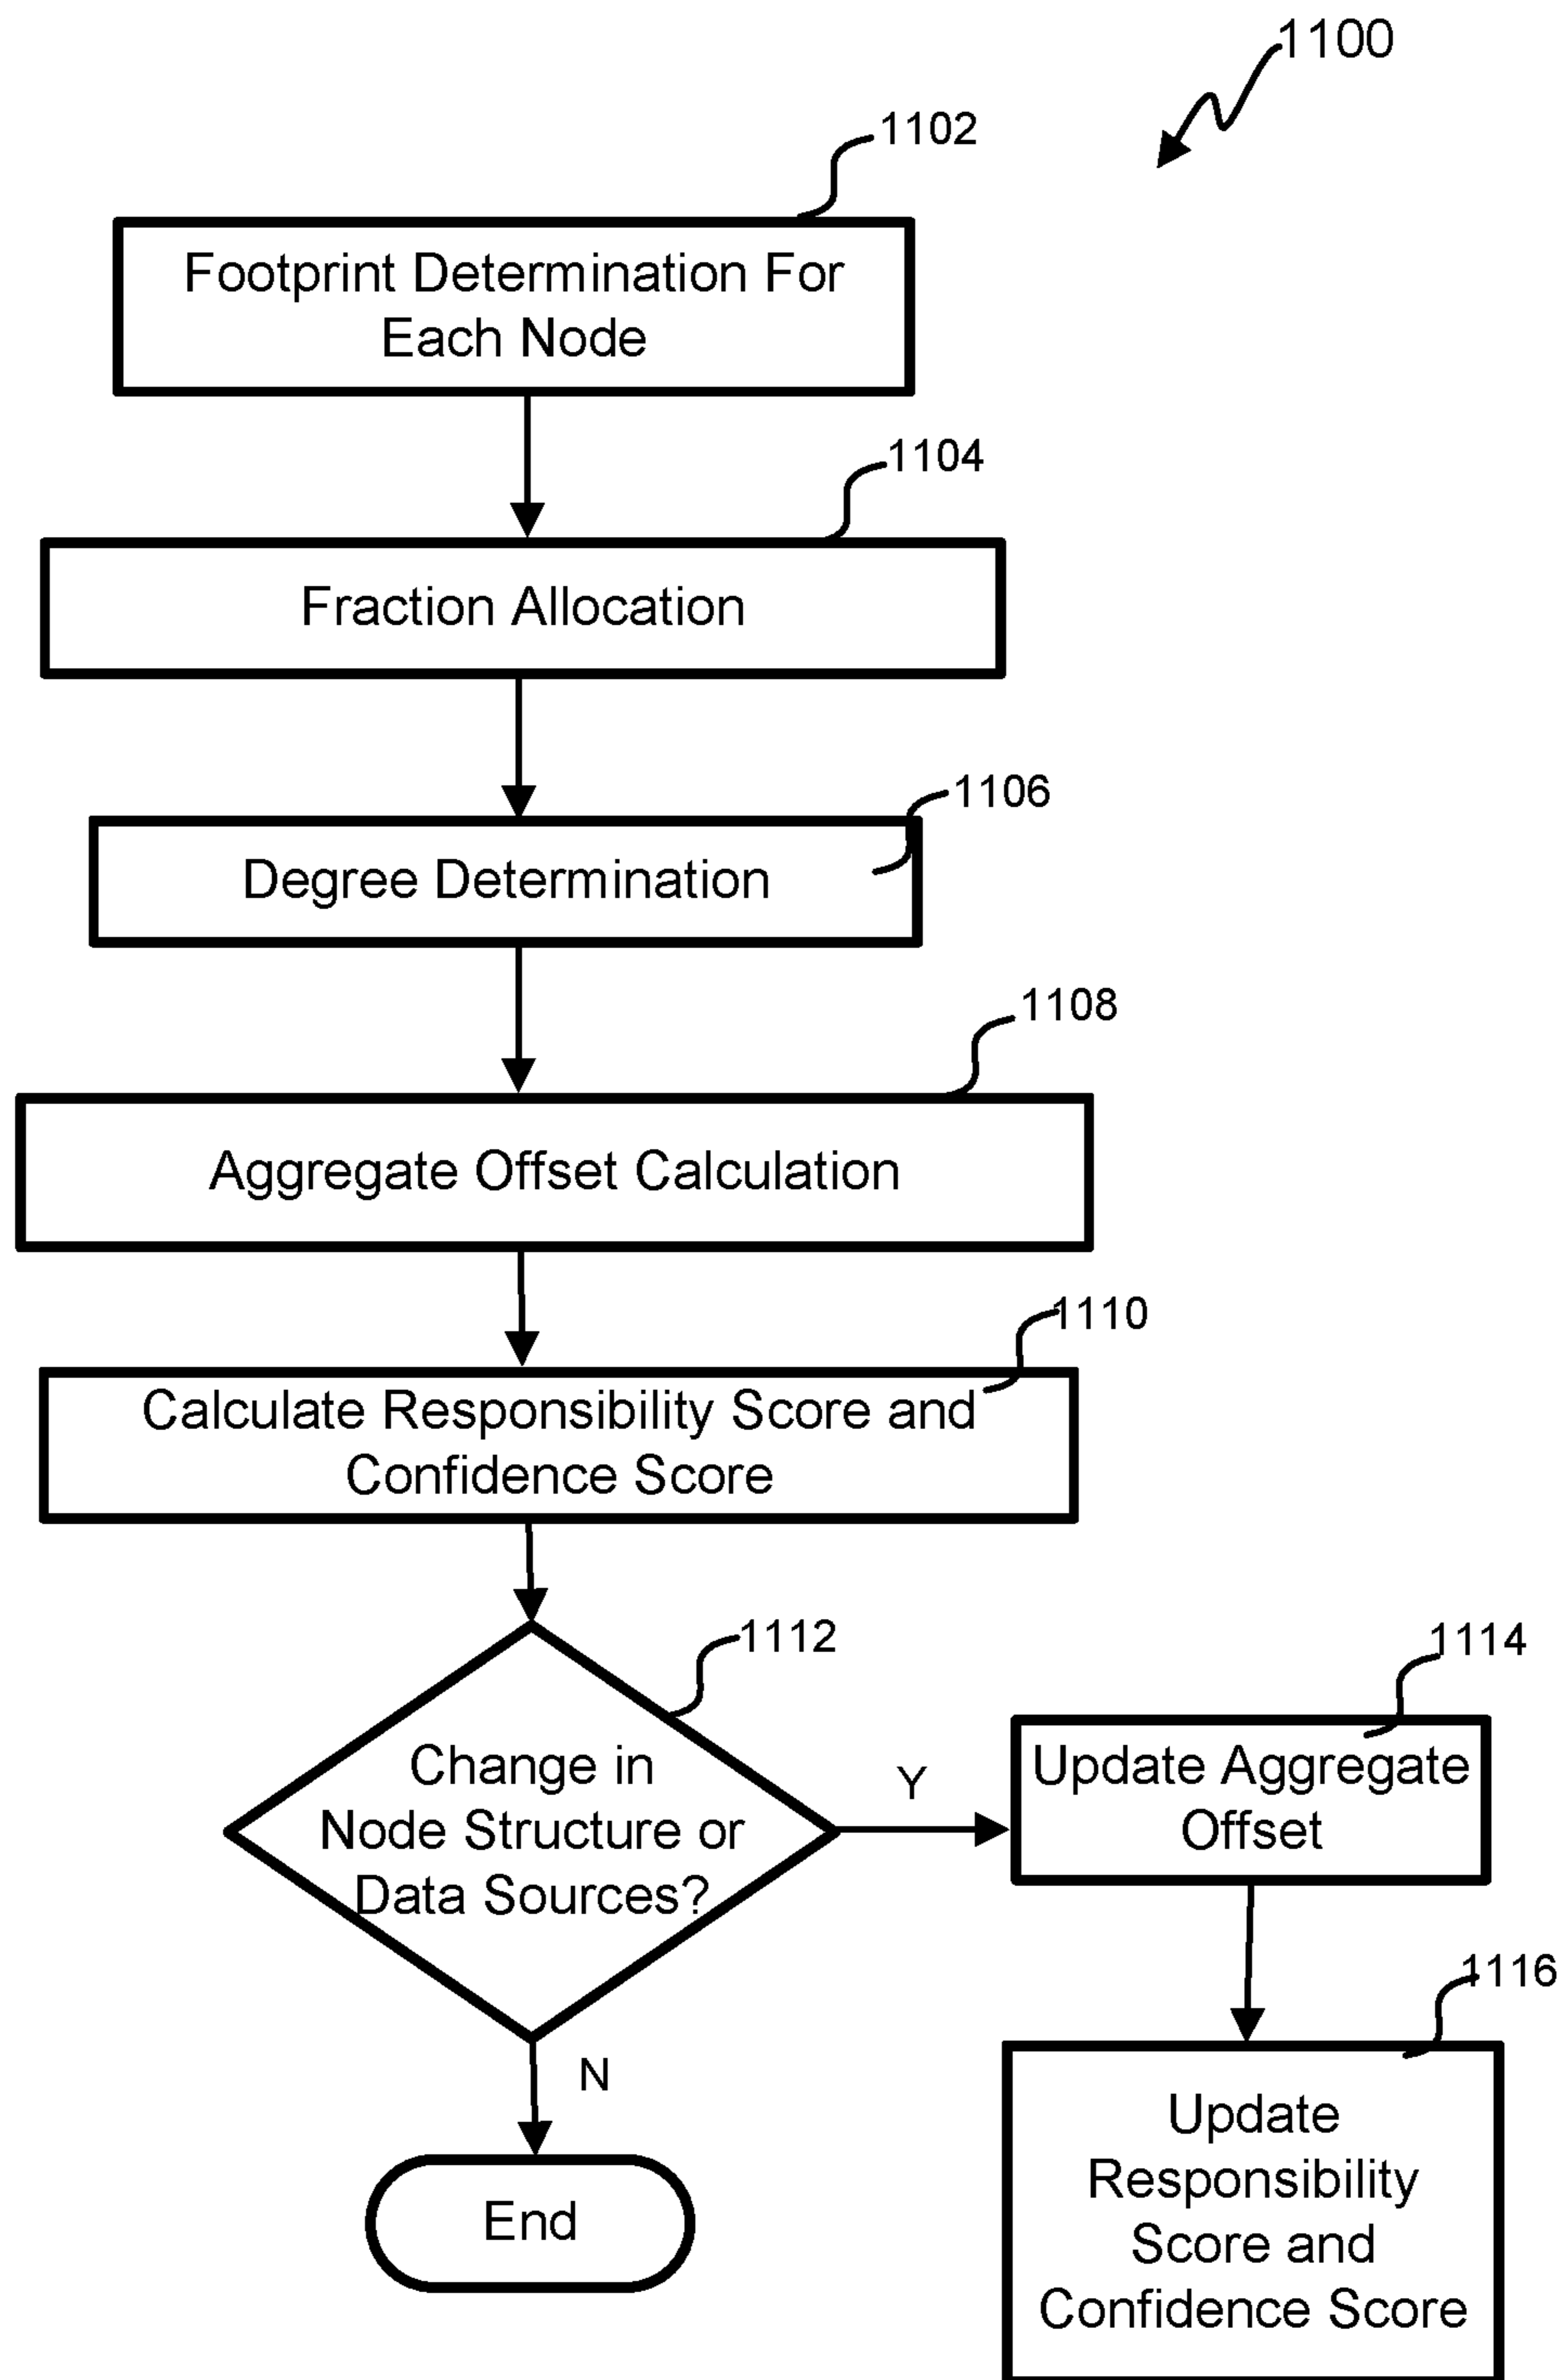 1100
1102
Footprint Determination For
Each Node
1104
Fraction Allocation
1106
Degree Determination
1108
Aggregate Offset Calculation
1110
Calculate Responsibility Score and
Confidence Score
1112
Change in
Node Structure or
Data Sources?
Y
1114
Update Aggregate
Offset
N
End
1116
Update
Responsibility
Score and
Confidence Score